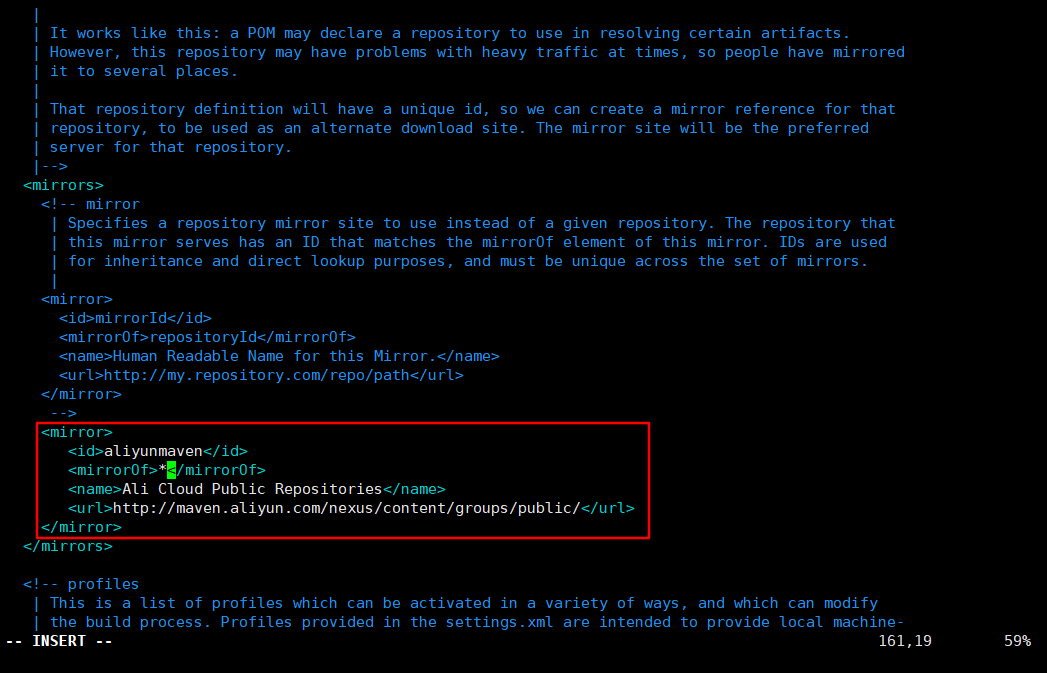 |
| It works like this: a POM may declare a repository to use in resolving certain artifacts.
| However, this repository may have problems with heavy traffic at times, so people have mirrored
| it to several places.
|
| That repository definition will have a unique id, so we can create a mirror reference for that
| repository, to be used as an alternate download site. The mirror site will be the preferred
| server for that repository.
|-->
<mirrors>
<!-- mirror
| Specifies a repository mirror site to use instead of a given repository. The repository that
| this mirror serves has an ID that matches the mirrorOf element of this mirror. IDs are used
| for inheritance and direct lookup purposes, and must be unique across the set of mirrors.
|
<mirror>
<id>mirrorId</id>
<mirrorOf>repositoryId</mirrorOf>
<name>Human Readable Name for this Mirror.</name>
<url>http://my.repository.com/repo/path</url>
</mirror>
-->
<mirror>
<id>aliyunmaven</id>
<mirrorOf>*</mirrorOf>
<name>Ali Cloud Public Repositories</name>
<url>http://maven.aliyun.com/nexus/content/groups/public/</url>
</mirror>
</mirrors>
<!-- profiles
| This is a list of profiles which can be activated in a variety of ways, and which can modify
| the build process. Profiles provided in the settings.xml are intended to provide local machine-
-- INSERT -- 161,19 59%